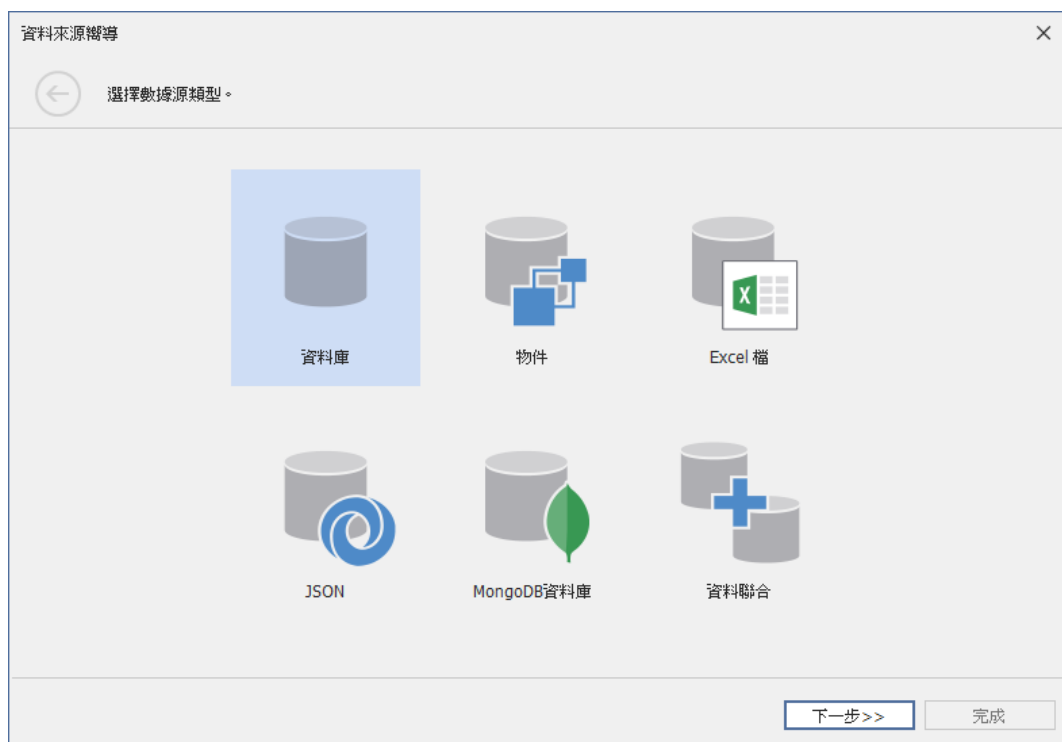 資料來源嚮導
選擇數據源類型。
資料庫
物件
Excel 檔
JSON
MongoDB資料庫
資料聯合
下一步>>
完成